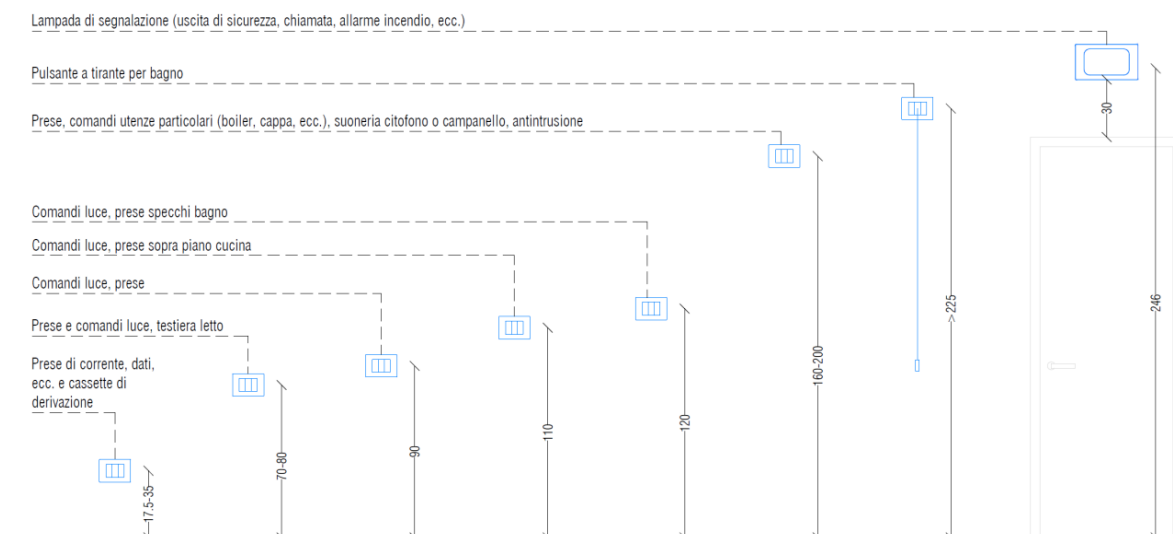 Lampada di segnalazione (uscita di sicurezza, chiamata, allarme incendio, ecc.)
Pulsante a tirante per bagno
Prese, comandi utenze particolari (boiler, cappa, ecc.), suoneria citofono o campanello, antintrusione
Comandi luce, prese specchi bagno
Comandi luce, prese sopra piano cucina
Comandi luce, prese
Prese e comandi luce, testiera letto
Prese di corrente, dati,
ecc. e cassette di
derivazione
17.5-35
70-80
90
110
120
160-200
>225
30
246